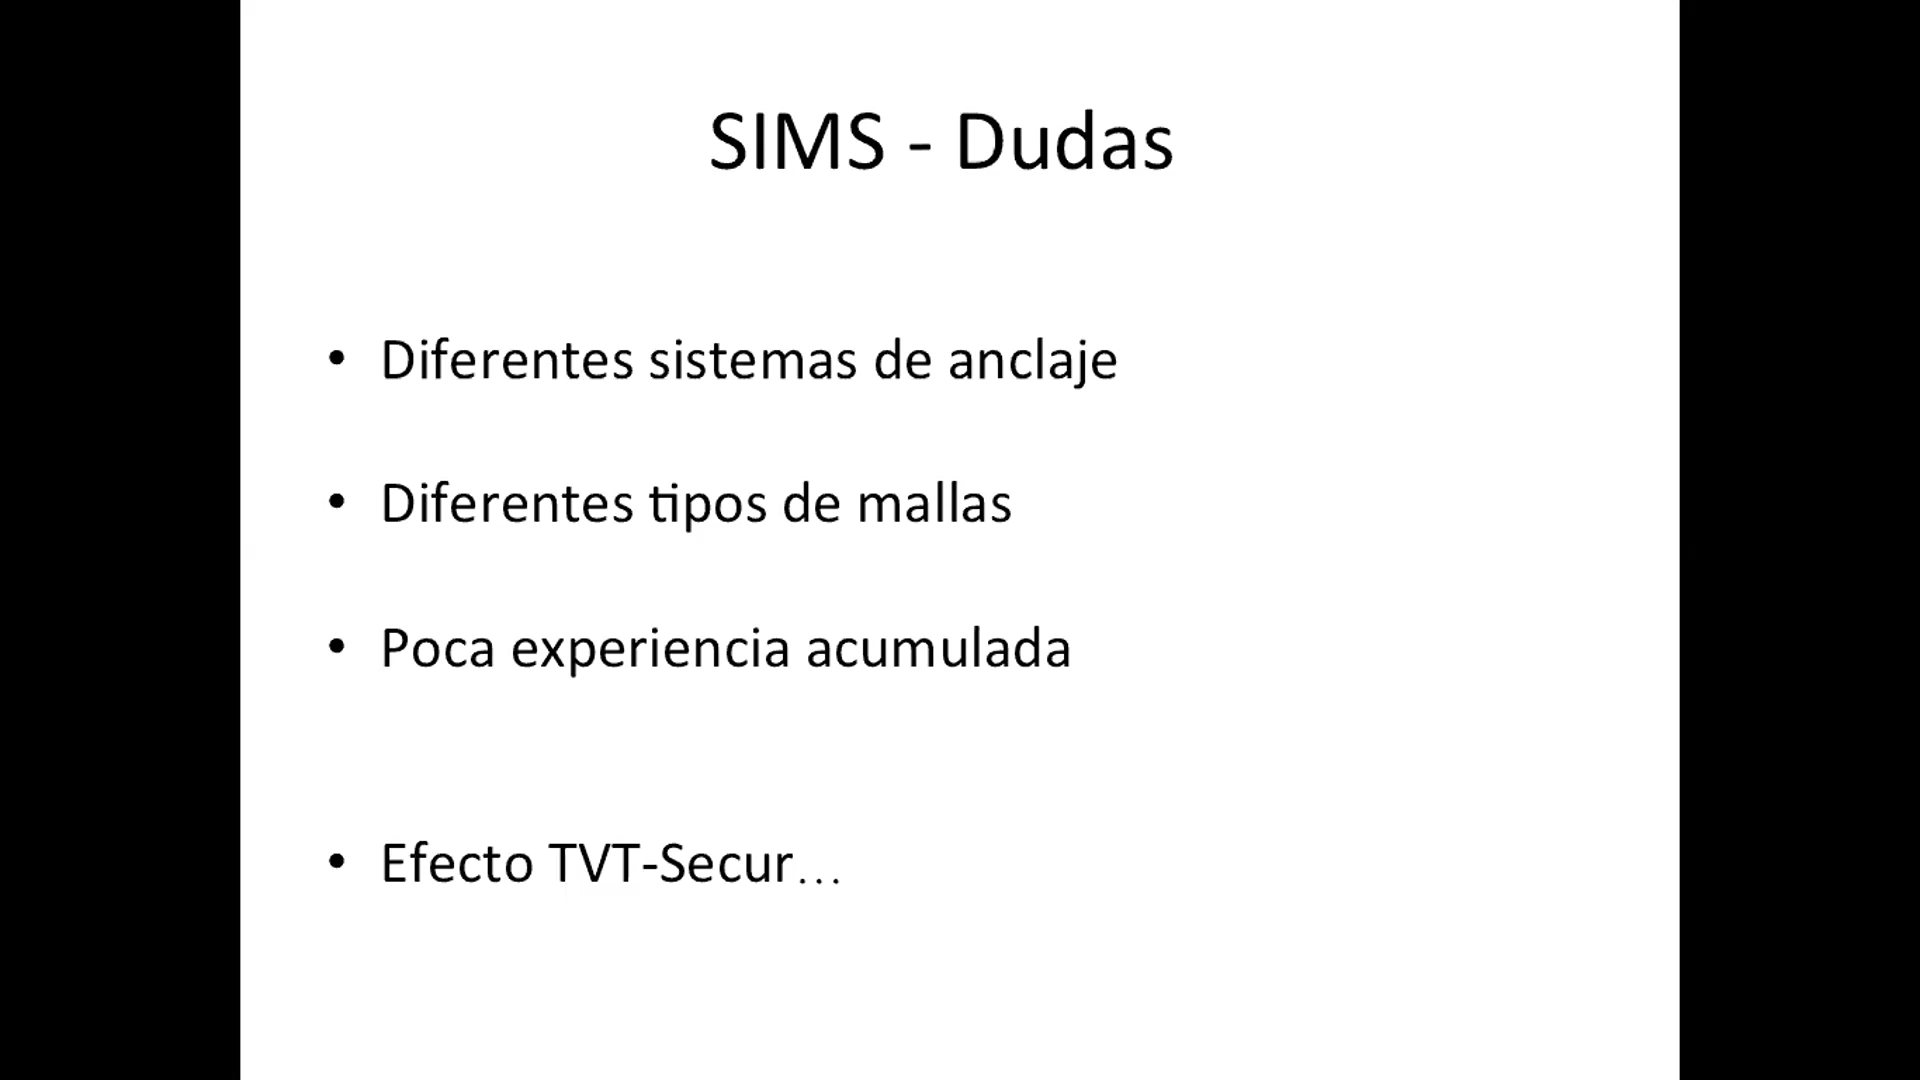 SIMS - Dudas
• Diferentes sistemas de anclaje
• Diferentes tipos de mallas
• Poca experiencia acumulada
• Efecto TVT-Secur…